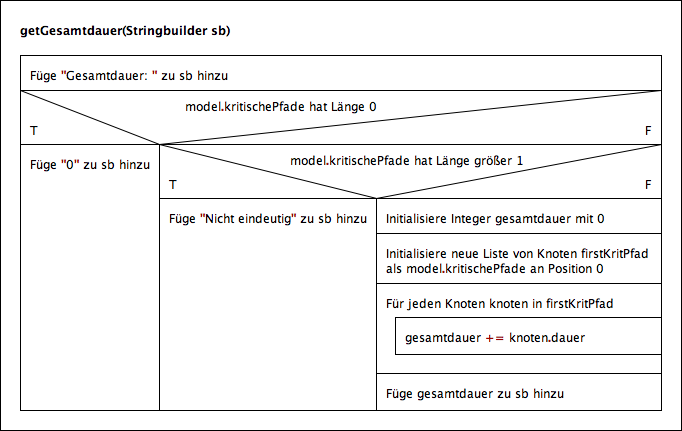 getGesamtdauer(Stringbuilder sb)
Füge "Gesamtdauer: " zu sb hinzu
model.kritischePfade hat Länge 0
T
F
Füge "0" zu sb hinzu
model.kritischePfade hat Länge größer 1
T
F
Füge "Nicht eindeutig" zu sb hinzu
Initialisiere Integer gesamtdauer mit 0
Initialisiere neue Liste von Knoten firstKritPfad
als model.kritischePfade an Position 0
Für jeden Knoten knoten in firstKritPfad
gesamtdauer += knoten.dauer
Füge gesamtdauer zu sb hinzu